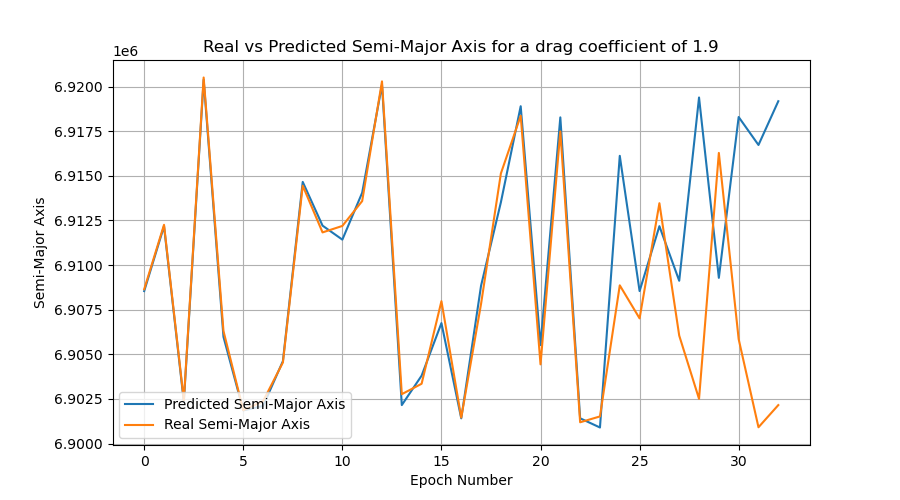 Real vs Predicted Semi-Major Axis for a drag coefficient of 1.9
1e6
6.9200
6.9175
6.9150
6.9125
6.9100
6.9075
6.9050
6.9025
6.9000
Semi-Major Axis
Predicted Semi-Major Axis
Real Semi-Major Axis
0 5 10 15 20 25 30
Epoch Number